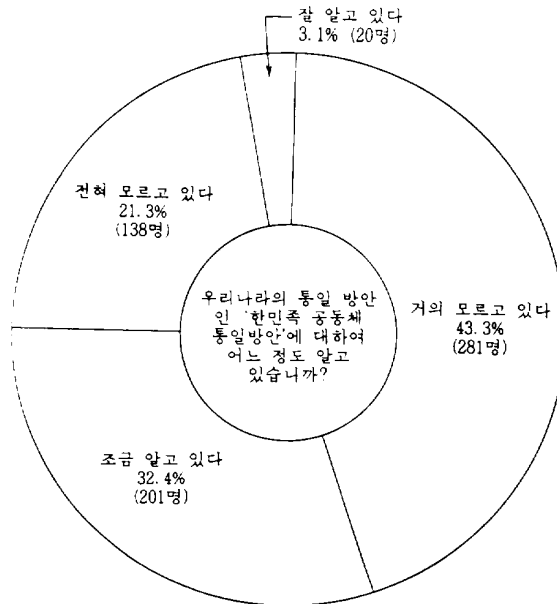 잘 알고 있다
3.1% (20명)
전혀 모르고 있다
21.3%
(138명)
우리나라의 통일 방안
인 '한민족 공동체
통일방안'에 대하여
어느 정도 알고
있습니까?
거의 모르고 있다
43.3%
(281명)
조금 알고 있다
32.4%
(201명)